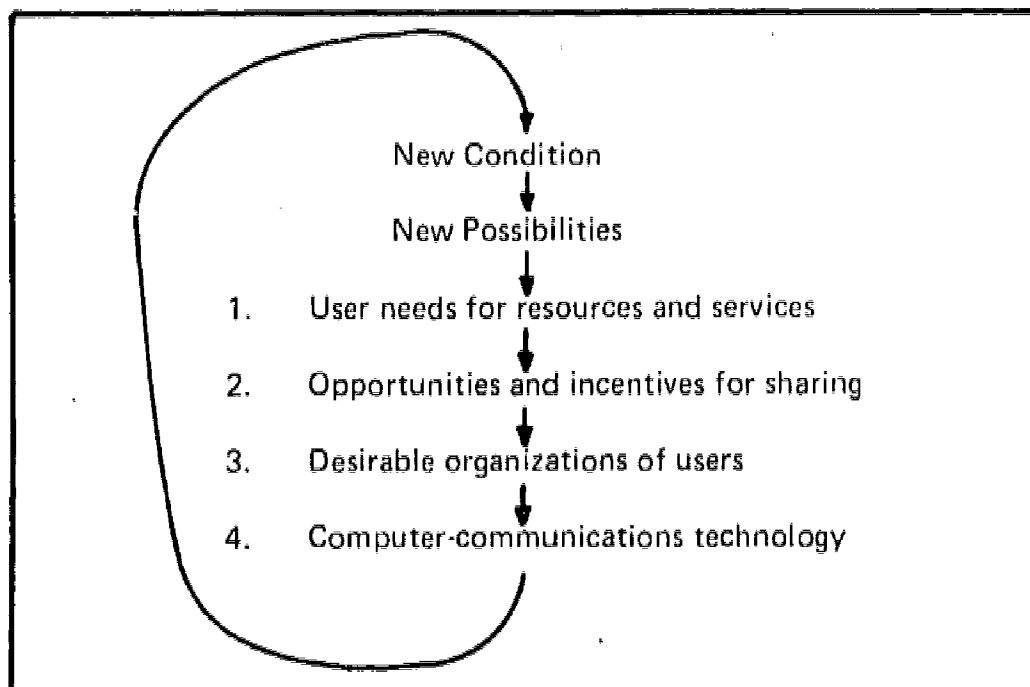 New Condition
New Possibilities
1. User needs for resources and services
2. Opportunities and incentives for sharing
3. Desirable organizations of users
4. Computer-communications technology